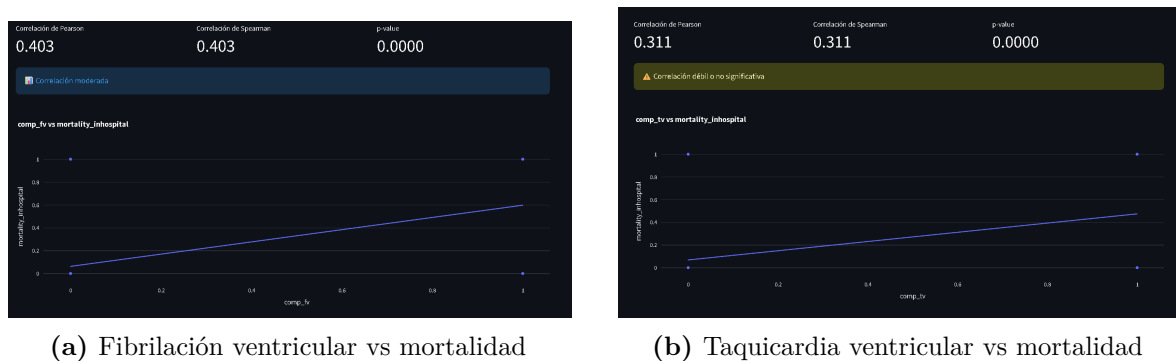 Correlación de Pearson Correlación de Spearman p-value
0.403 0.403 0.0000
📊 Correlación moderada
comp_fv vs mortality_inhospital
1
0.8
0.6
0.4
0.2
0
mortality_inhospital
0 0.2 0.4 0.6 0.8 1
comp_fv
(a) Fibrilación ventricular vs mortalidad
Correlación de Pearson Correlación de Spearman p-value
0.311 0.311 0.0000
⚠ Correlación débil o no significativa
comp_tv vs mortality_inhospital
1
0.8
0.6
0.4
0.2
0
mortality_inhospital
0 0.2 0.4 0.6 0.8 1
comp_tv
(b) Taquicardia ventricular vs mortalidad